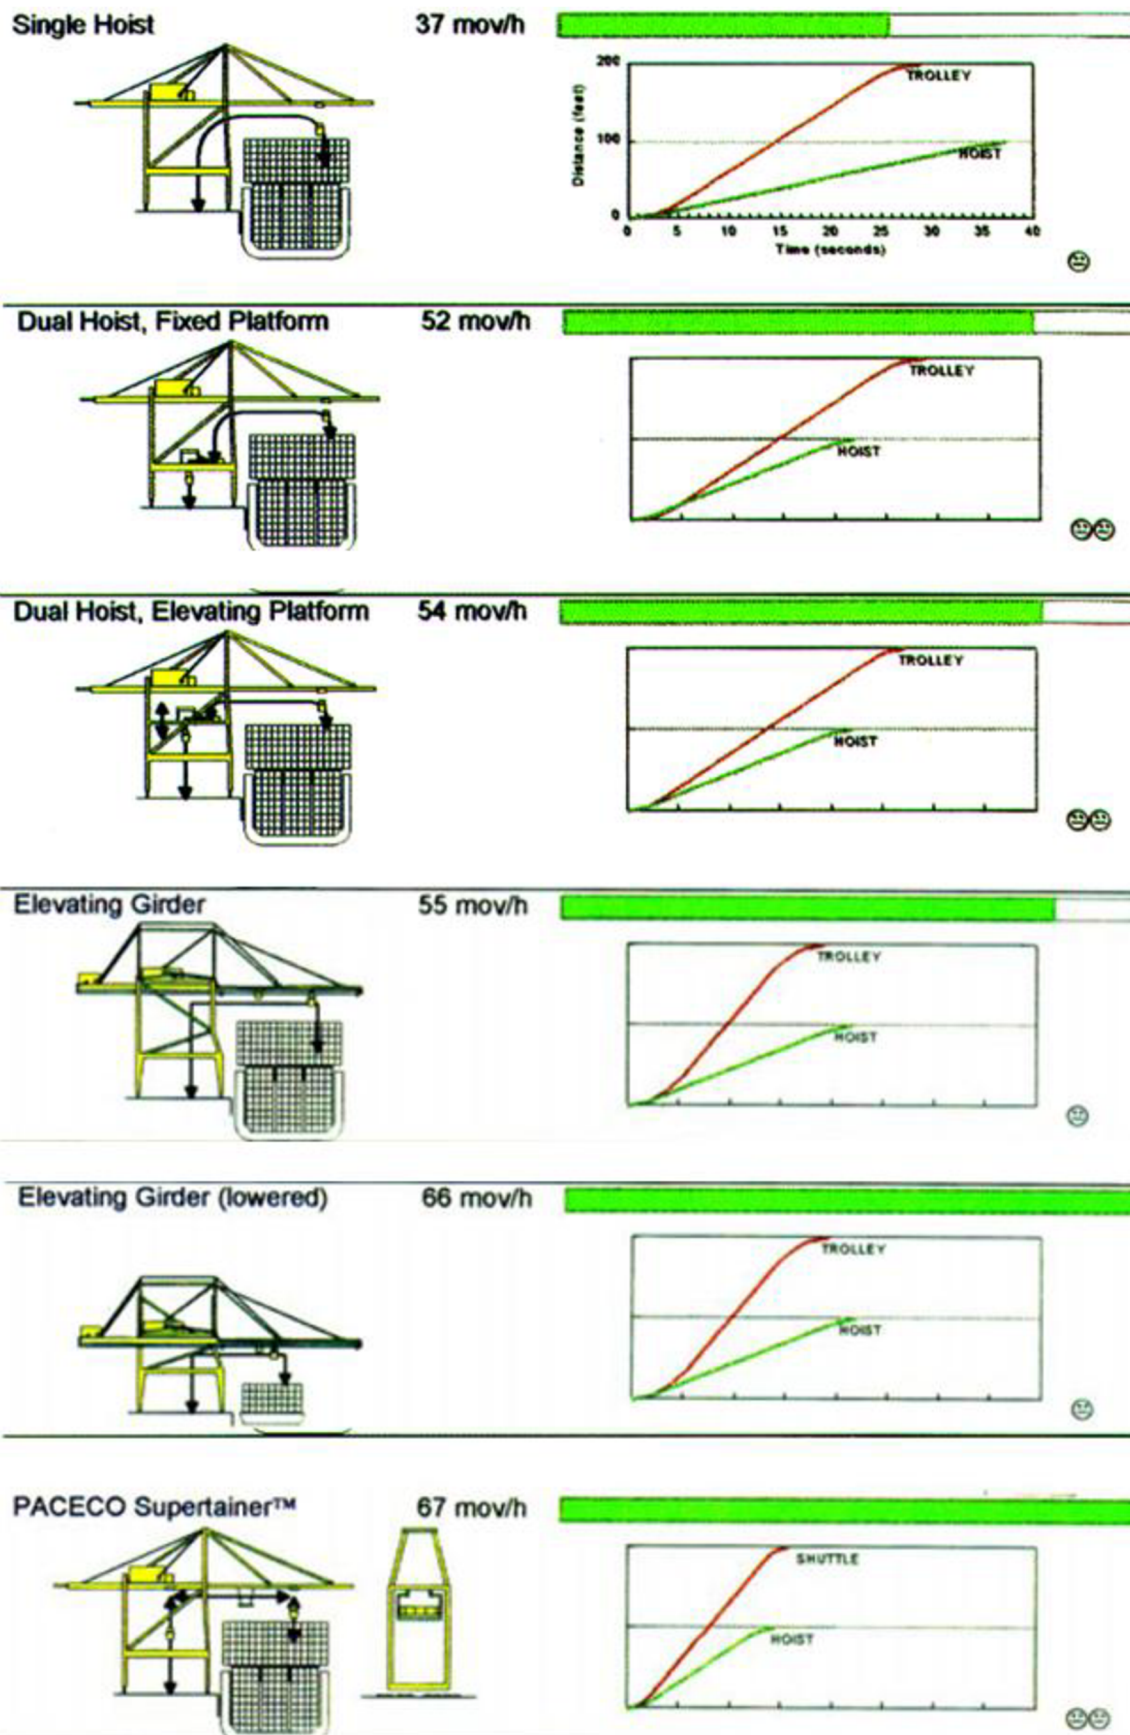 Single Hoist 37 mov/h
200
TROLLEY
Distance (feet)
100
HOIST
0
0 5 10 15 20 25 30 35 40
Time (seconds)
Dual Hoist, Fixed Platform 52 mov/h
TROLLEY
HOIST
Dual Hoist, Elevating Platform 54 mov/h
TROLLEY
HOIST
Elevating Girder 55 mov/h
TROLLEY
HOIST
Elevating Girder (lowered) 66 mov/h
TROLLEY
HOIST
PACECO Supertainer™ 67 mov/h
SHUTTLE
HOIST